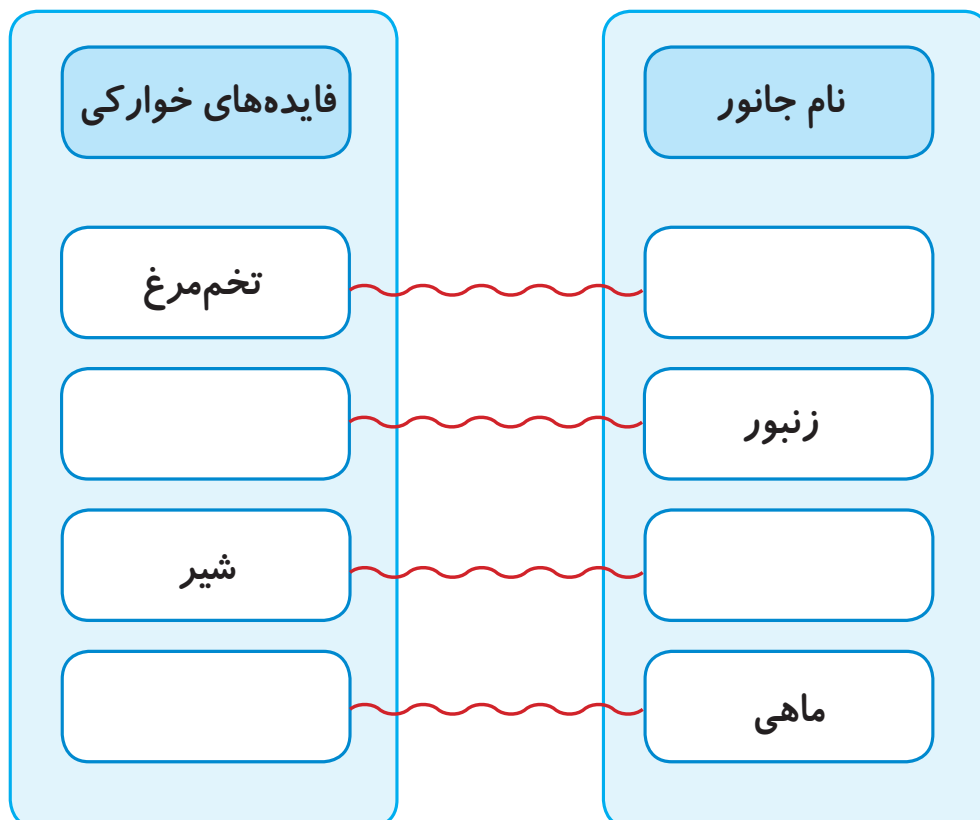 نام جانور
فایده‌های خوارکی
تخم‌مرغ
زنبور
شیر
ماهی